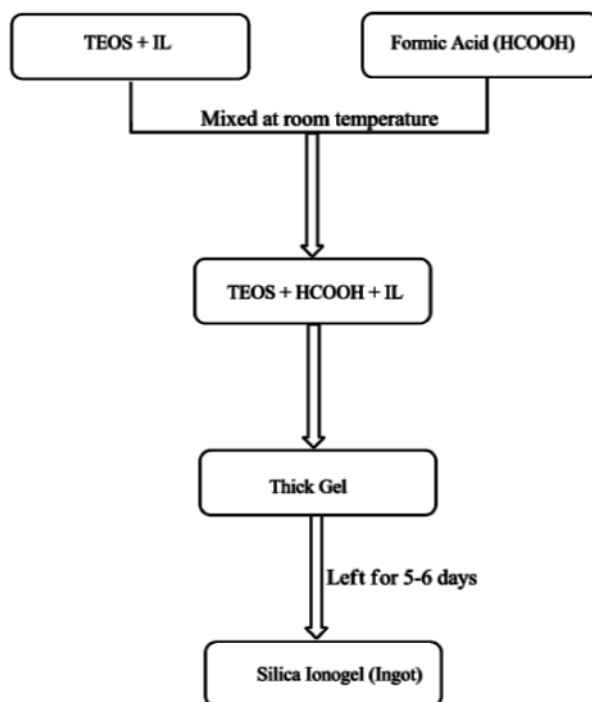 TEOS + IL
Formic Acid (HCOOH)
Mixed at room temperature
TEOS + HCOOH + IL
Thick Gel
Left for 5-6 days
Silica Ionogel (Ingot)